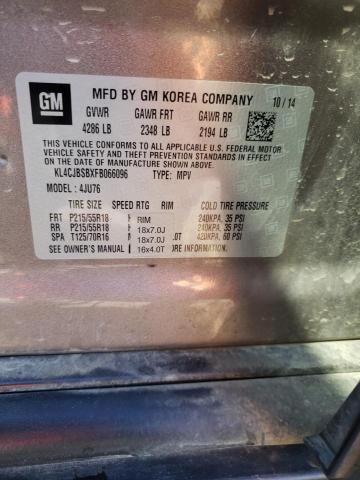 GM
MFD BY GM KOREA COMPANY 10/14
GVWR GAWR FRT GAWR RR
4286 LB 2348 LB 2194 LB
THIS VEHICLE CONFORMS TO ALL APPLICABLE U.S. FEDERAL MOTOR
VEHICLE SAFETY AND THEFT PREVENTION STANDARDS IN EFFECT ON THE DATE OF
MANUFACTURE SHOWN ABOVE.
KL4CJBSBXFB066096 TYPE: MPV
MODEL: 4JU76
TIRE SIZE SPEED RTG RIM COLD TIRE PRESSURE
FRT P215/55R18 RIM 240KPA, 35 PSI
RR P215/55R18 18x7.0J 240KPA, 35 PSI
SPA T125/70R16 18x7.0J 0T 420KPA, 60 PSI
SEE OWNER'S MANUAL 16x4.0T RE INFORMATION.